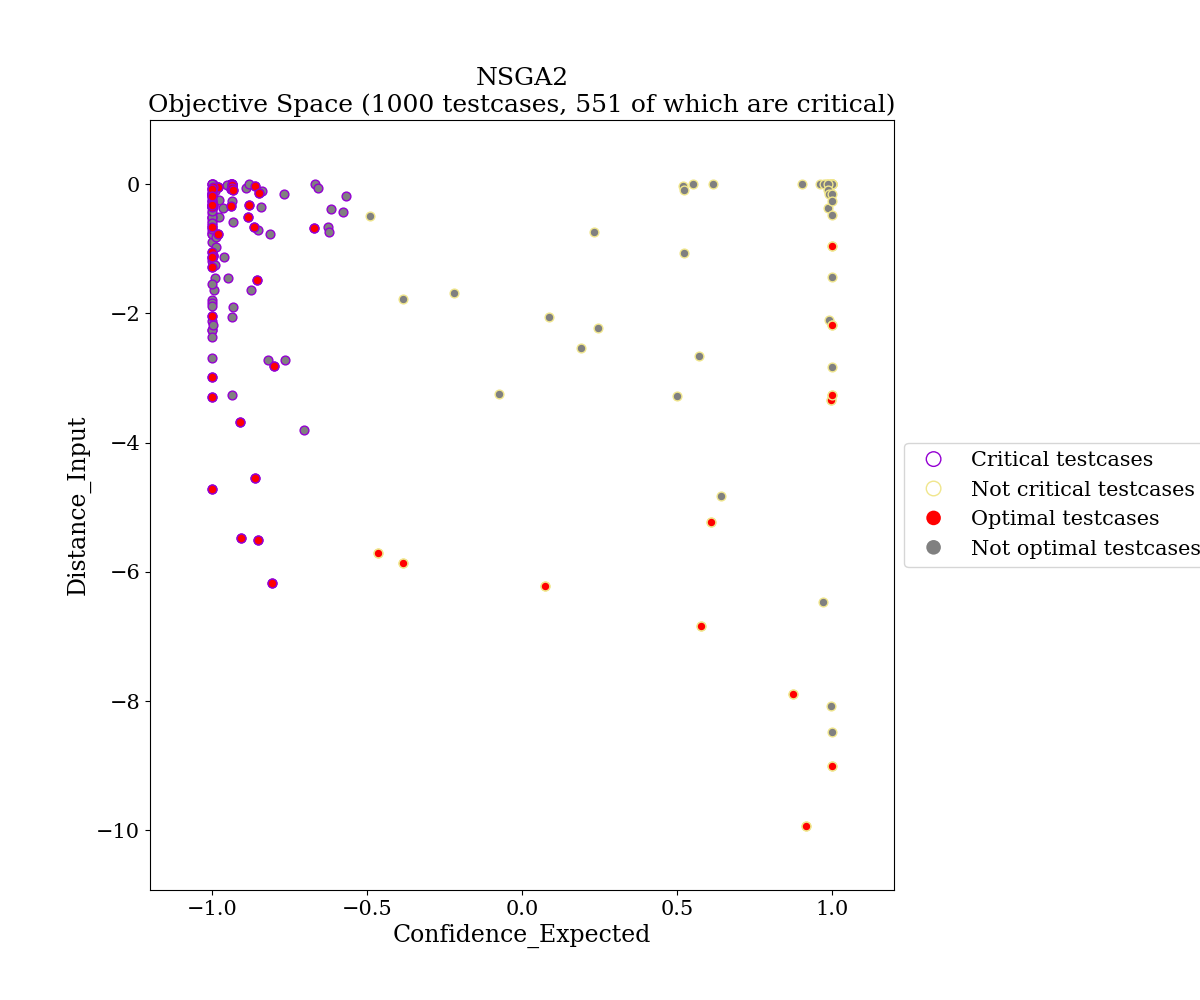 NSGA2
Objective Space (1000 testcases, 551 of which are critical)
0
−2
−4
−6
−8
−10
Distance_Input
−1.0
−0.5
0.0
0.5
1.0
Confidence_Expected
Critical testcases
Not critical testcases
Optimal testcases
Not optimal testcases